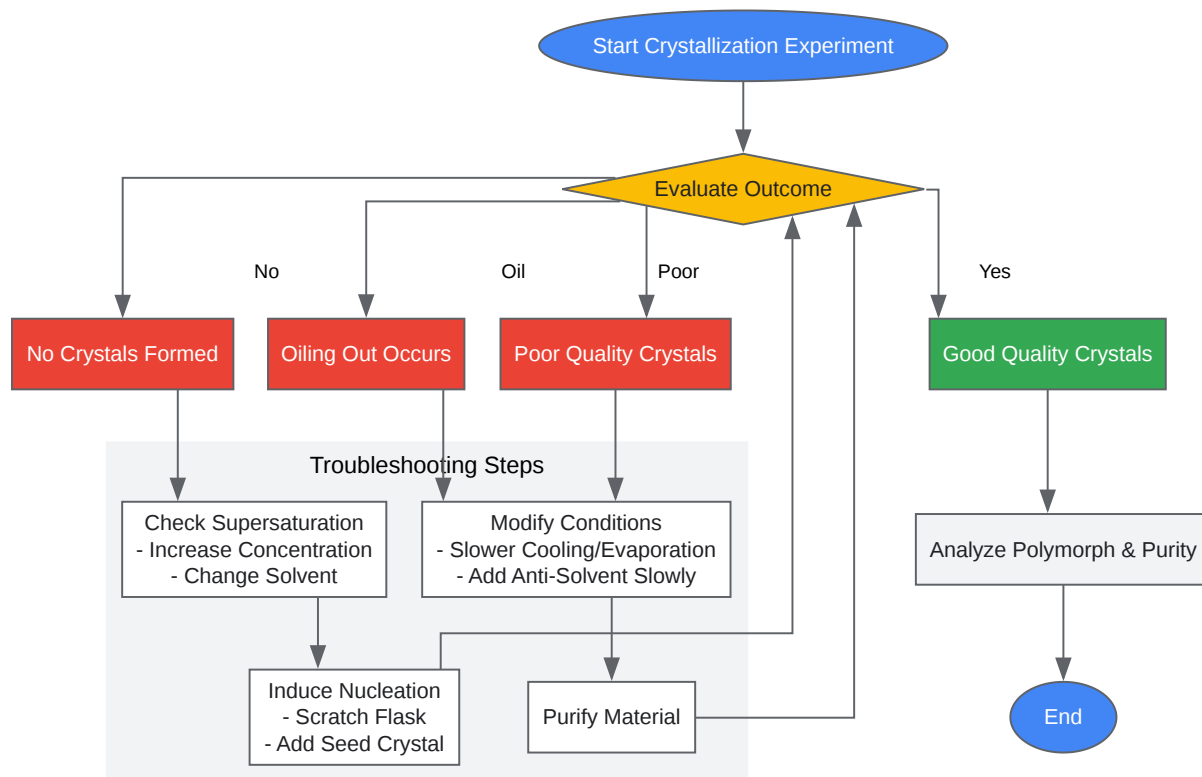 Start Crystallization Experiment
Evaluate Outcome
No
Oil
Poor
Yes
No Crystals Formed
Oiling Out Occurs
Poor Quality Crystals
Good Quality Crystals
Troubleshooting Steps
Check Supersaturation
- Increase Concentration
- Change Solvent
Modify Conditions
- Slower Cooling/Evaporation
- Add Anti-Solvent Slowly
Analyze Polymorph & Purity
Induce Nucleation
- Scratch Flask
- Add Seed Crystal
Purify Material
End